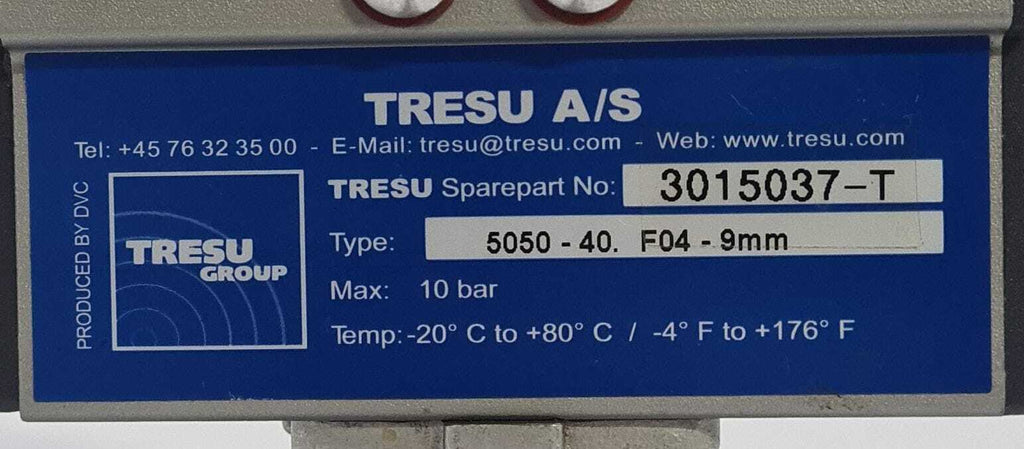 TRESU A/S
Tel: +45 76 32 35 00 - E-Mail: tresu@tresu.com - Web: www.tresu.com
TRESU Sparepart No: 3015037-T
Type: 5050 - 40. F04 - 9mm
Max: 10 bar
Temp: -20° C to +80° C / -4° F to +176° F
TRESU
GROUP
PRODUCED BY DVC